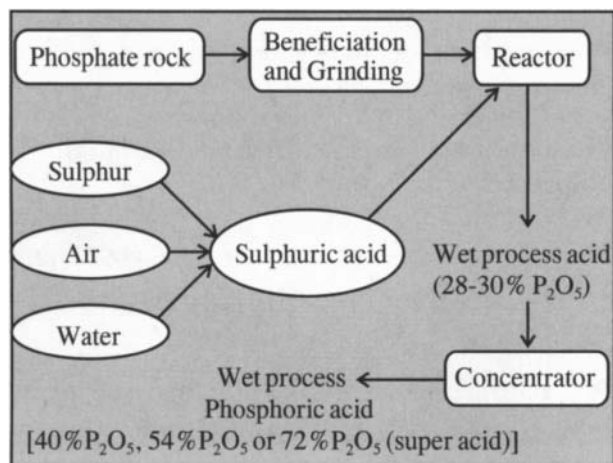 Phosphate rock
Beneficiation
and Grinding
Reactor
Sulphur
Air
Water
Sulphuric acid
Wet process acid
(28-30% P₂O₅)
Concentrator
Wet process
Phosphoric acid
[40%P₂O₅, 54%P₂O₅ or 72%P₂O₅ (super acid)]